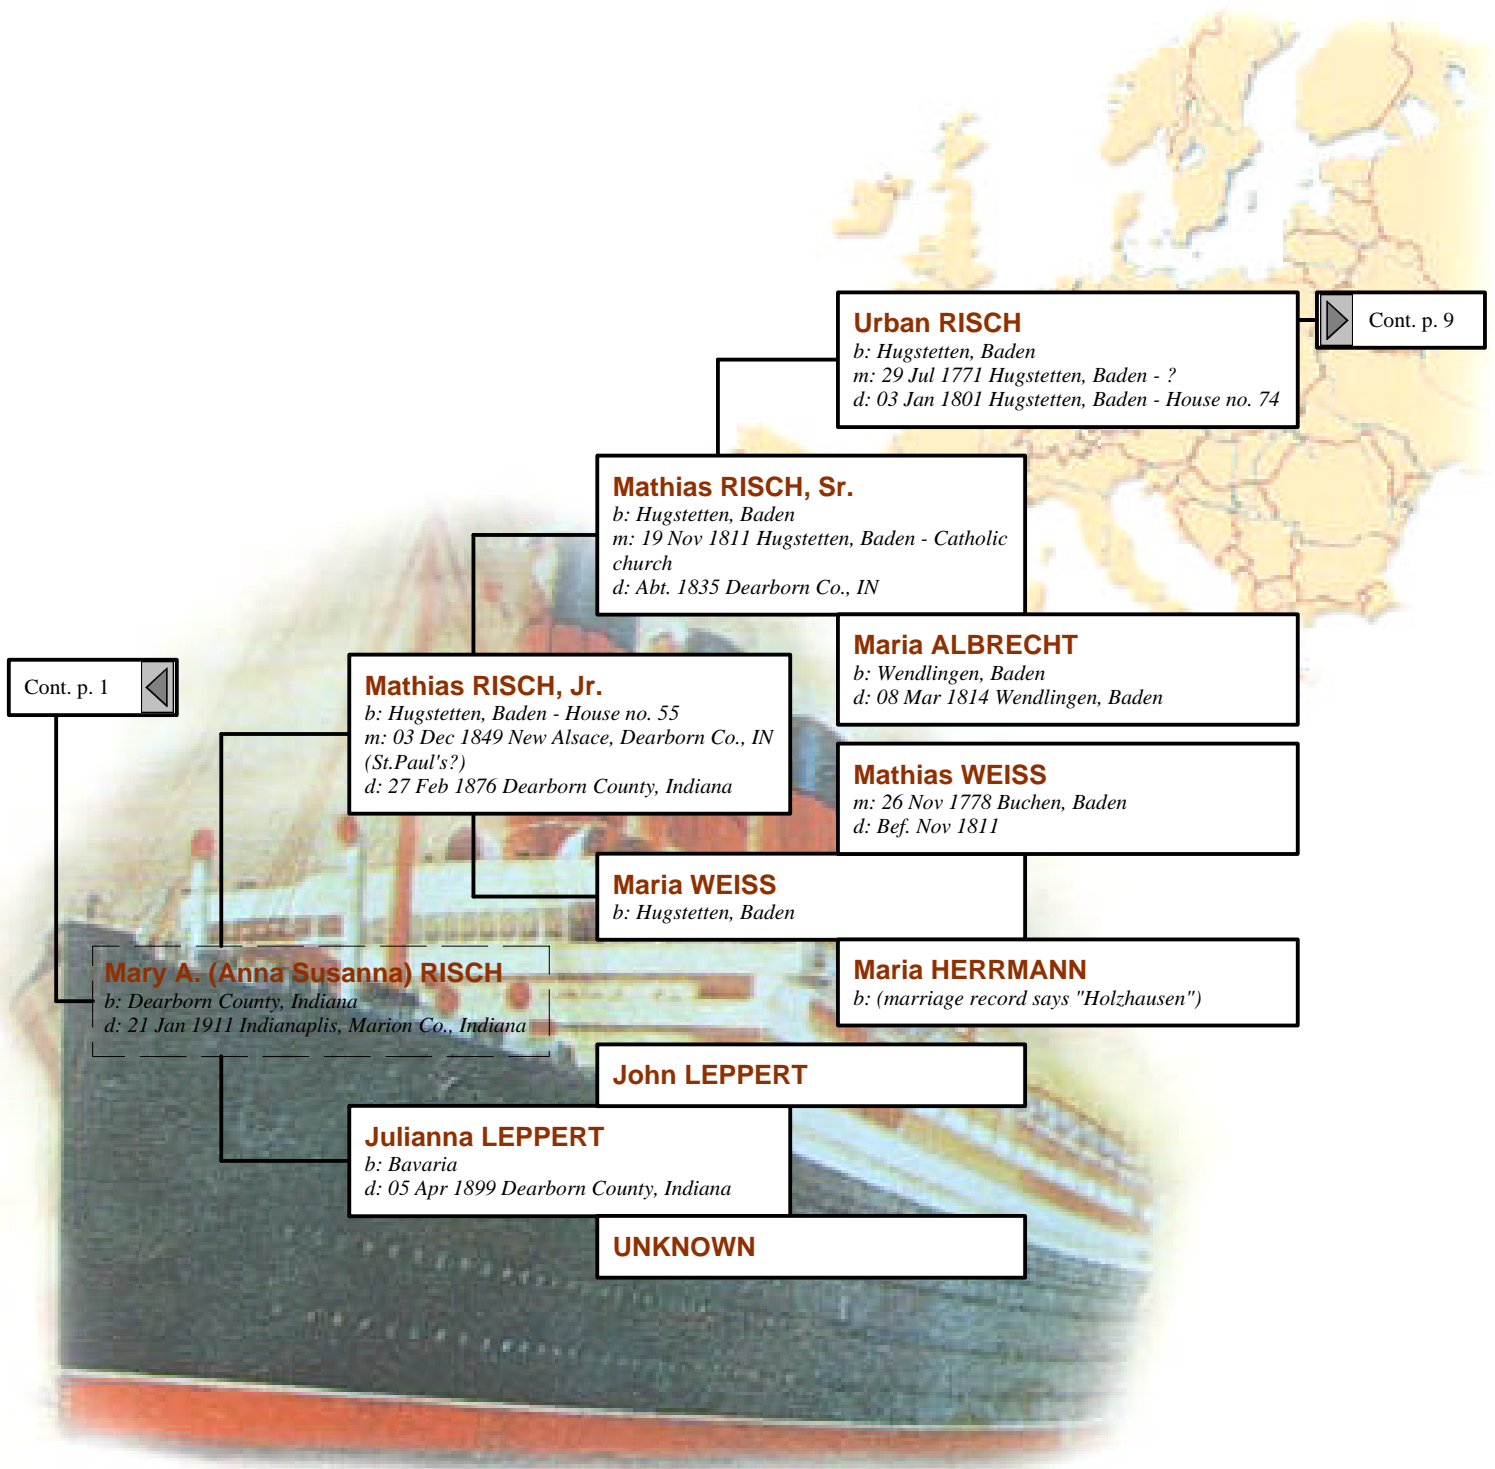 Urban RISCH
b: Hugstetten, Baden
m: 29 Jul 1771 Hugstetten, Baden - ?
d: 03 Jan 1801 Hugstetten, Baden - House no. 74
Cont. p. 9
Mathias RISCH, Sr.
b: Hugstetten, Baden
m: 19 Nov 1811 Hugstetten, Baden - Catholic
church
d: Abt. 1835 Dearborn Co., IN
Maria ALBRECHT
b: Wendlingen, Baden
d: 08 Mar 1814 Wendlingen, Baden
Cont. p. 1
Mathias RISCH, Jr.
b: Hugstetten, Baden - House no. 55
m: 03 Dec 1849 New Alsace, Dearborn Co., IN
(St.Paul's?)
d: 27 Feb 1876 Dearborn County, Indiana
Mathias WEISS
m: 26 Nov 1778 Buchen, Baden
d: Bef. Nov 1811
Maria WEISS
b: Hugstetten, Baden
Maria HERRMANN
b: (marriage record says "Holzhausen")
Mary A. (Anna Susanna) RISCH
b: Dearborn County, Indiana
d: 21 Jan 1911 Indianaplis, Marion Co., Indiana
John LEPPERT
Julianna LEPPERT
b: Bavaria
d: 05 Apr 1899 Dearborn County, Indiana
UNKNOWN